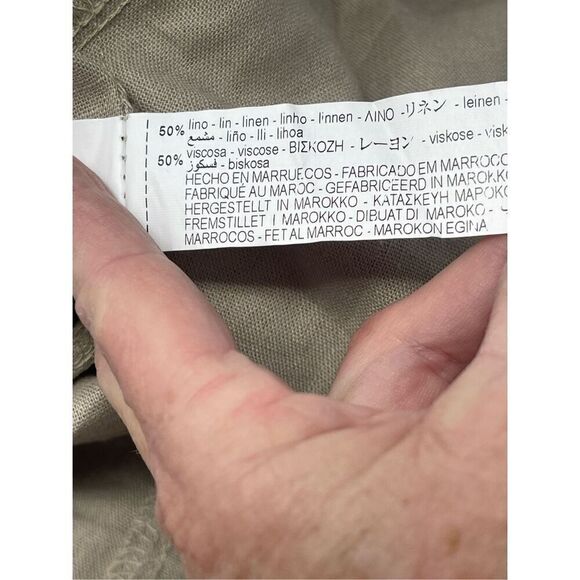 50% lino - lin - linen - linho - linnen - ΛΙΝΟ - リネン - leinen -
مشمع - liño - lli - lihoa
50% viscosa - viscose - ΒΙΣΚΟΖΗ - レーヨン - viskose -
فسكوز - biskosa
HECHO EN MARRUECOS - FABRICADO EM MARROCO
FABRIQUÉ AU MAROC - GEFABRICEERD IN MAROKKO
HERGESTELLT IN MAROKKO - ΚΑΤΑΣΚΕΥΗ ΜΑΡΟΚΟ
FREMSTILLET I MAROKKO - DIBUAT DI MAROKO -
MARROCOS - FET AL MARROC - MAROKON EGINA